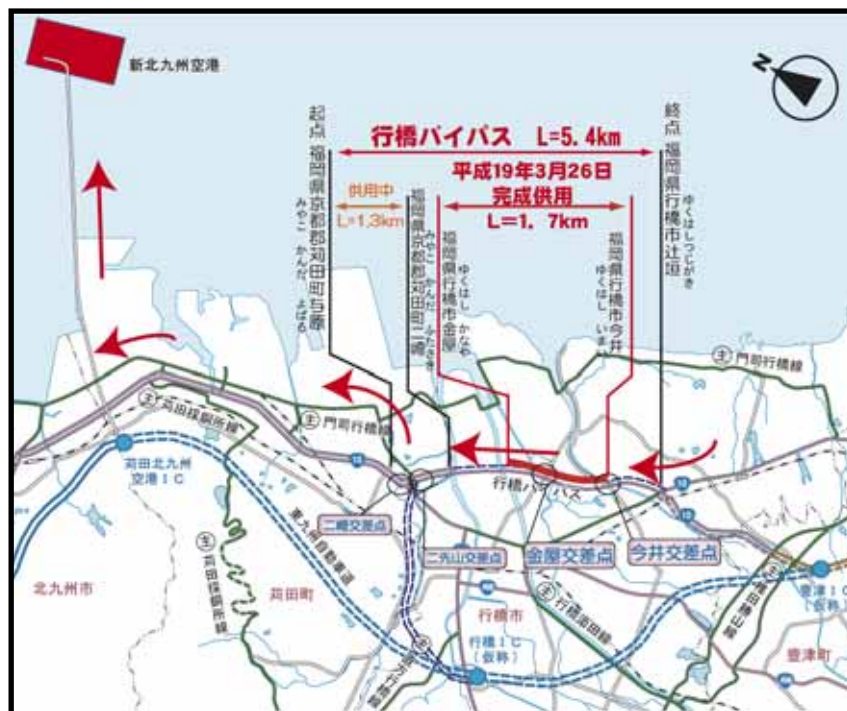 新北九州空港
N
行橋バイパス L=5.4km
平成19年3月26日
完成供用
L=1.7km
供用中
L=1.3km
起点 福岡県京都郡苅田町与原
みやこ かんだ よばる
福岡県京都郡苅田町二崎
みやこ かんだ ふたざき
福岡県行橋市金屋
ゆくはし かなや
福岡県行橋市今井
ゆくはし いまい
終点 福岡県行橋市辻垣
ゆくはしつじがき
主 門司行橋線
主 苅田採銅所線
主 門司行橋線
10
苅田北九州
空港IC
行橋バイパス
10
10
二崎交差点
二先山交差点
金屋交差点
今井交差点
東九州自動車道
主 苅田採銅所線
北九州市
苅田町
行橋市
行橋IC
(仮称)
主
主
豊津IC
(仮称)
主 椎田勝山線
豊津町